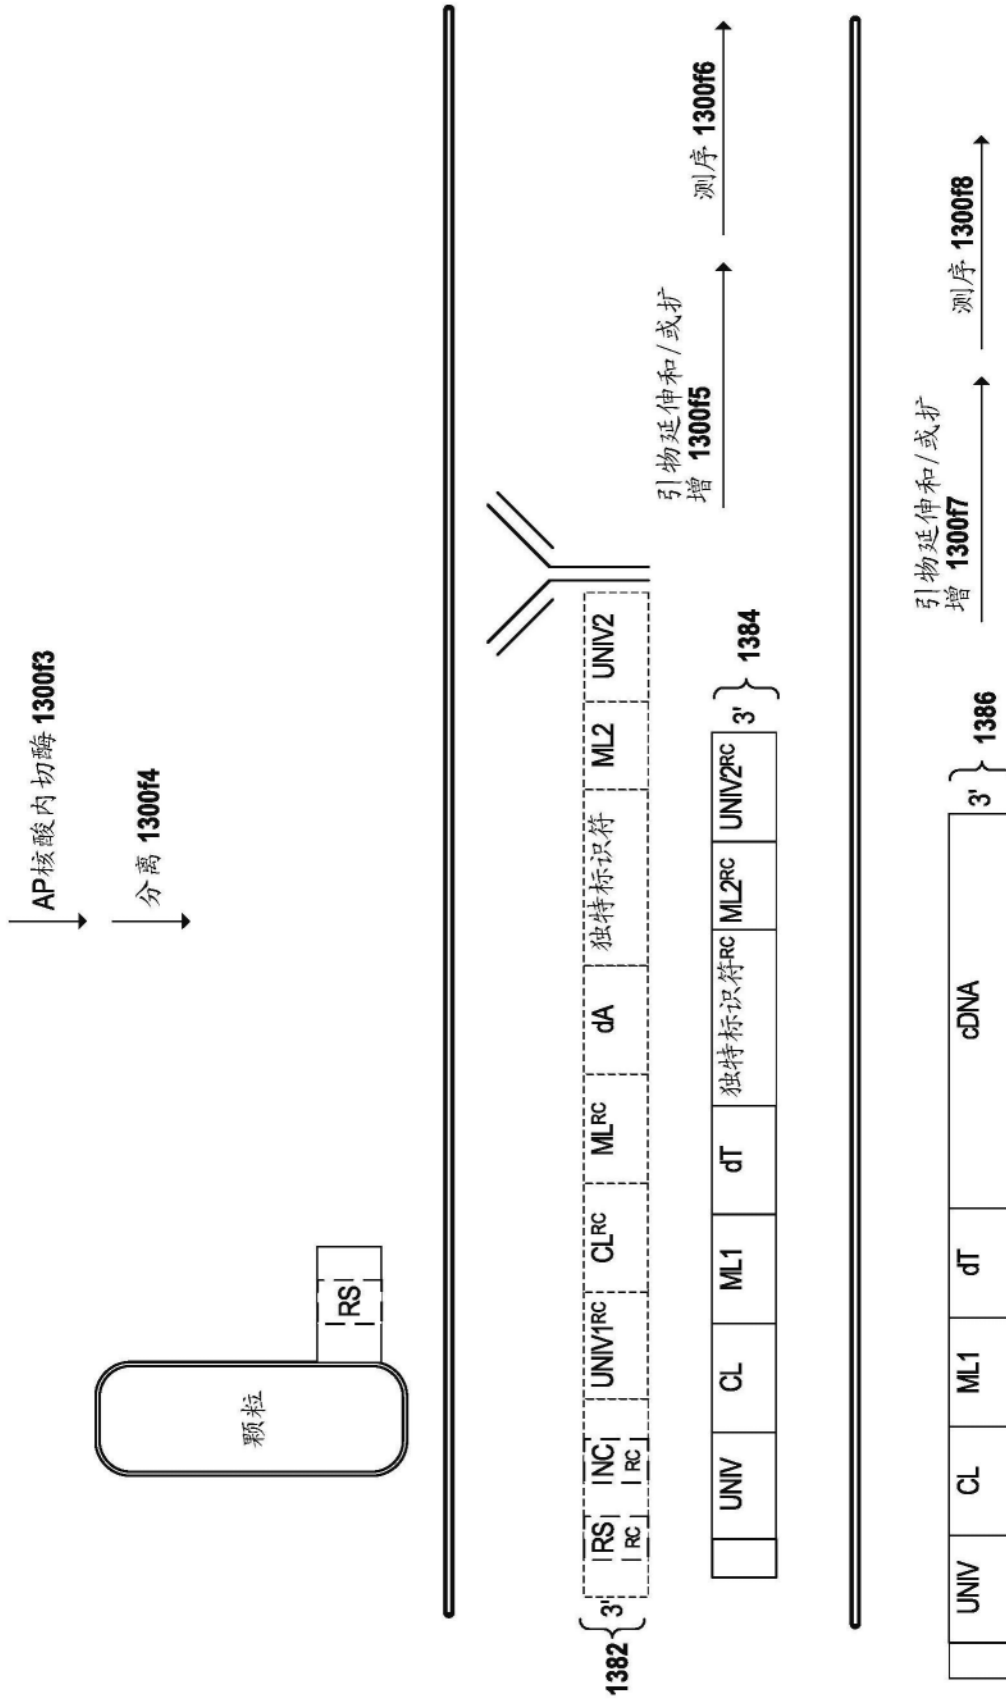 AP核酸内切酶 1300f3
分离 1300f4
颗粒
RS
1382
3'
RS
RC
NC
RC
UNIV1RC
CLRC
MLRC
dA
独特标识符
ML2
UNIV2
UNIV
CL
ML1
dT
独特标识符RC
ML2RC
UNIV2RC
3'
1384
引物延伸和/或扩
增 1300f5
测序 1300f6
UNIV
CL
ML1
dT
cDNA
3'
1386
引物延伸和/或扩
增 1300f7
测序 1300f8